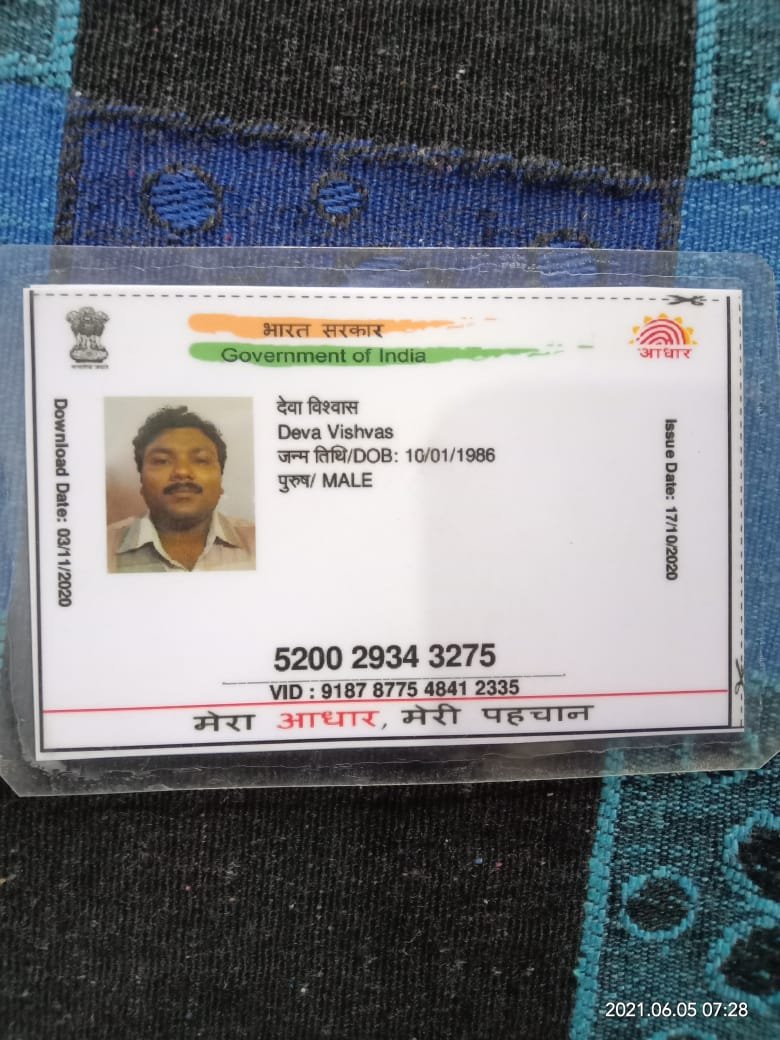 भारत सरकार
Government of India
आधार
Download Date: 03/11/2020
देवा विश्वास
Deva Vishvas
जन्म तिथि/DOB: 10/01/1986
पुरुष/ MALE
Issue Date: 17/10/2020
5200 2934 3275
VID : 9187 8775 4841 2335
मेरा आधार, मेरी पहचान
2021.06.05 07:28